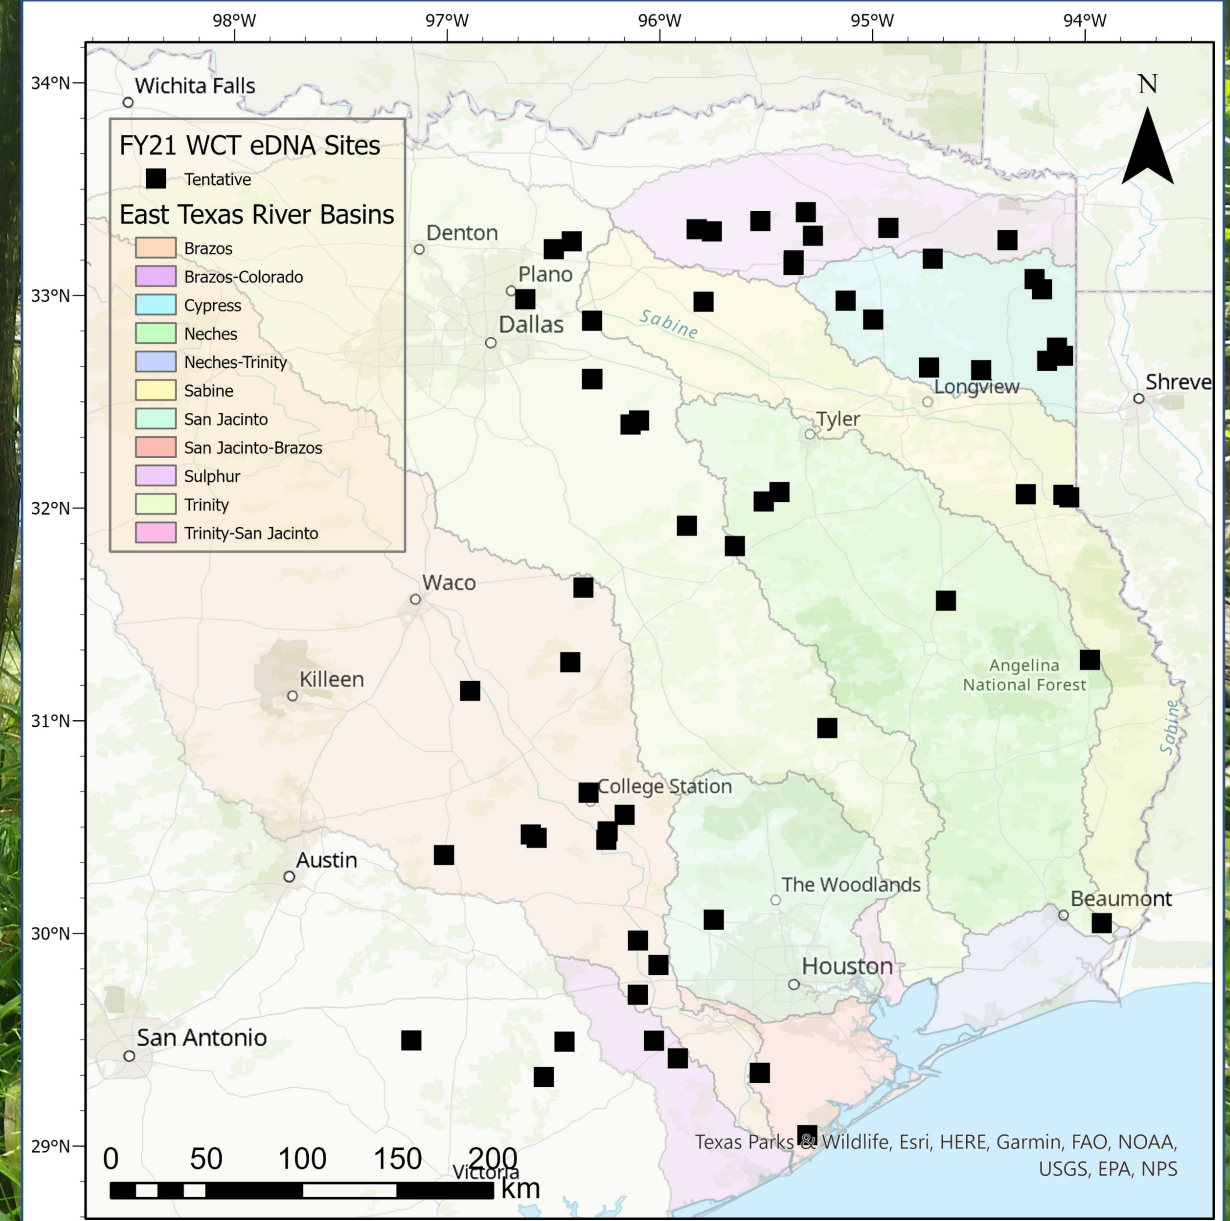 98°W 97°W 96°W 95°W 94°W
34°N
33°N
32°N
31°N
30°N
29°N
Wichita Falls
N
FY21 WCT eDNA Sites
Tentative
East Texas River Basins
Brazos
Brazos-Colorado
Cypress
Neches
Neches-Trinity
Sabine
San Jacinto
San Jacinto-Brazos
Sulphur
Trinity
Trinity-San Jacinto
Denton
Plano
Dallas
Sabine
Longview
Shreve
Tyler
Waco
Killeen
Angelina
National Forest
Sabine
College Station
Austin
The Woodlands
Beaumont
Houston
San Antonio
Victoria
0 50 100 150 200
km
Texas Parks & Wildlife, Esri, HERE, Garmin, FAO, NOAA,
USGS, EPA, NPS